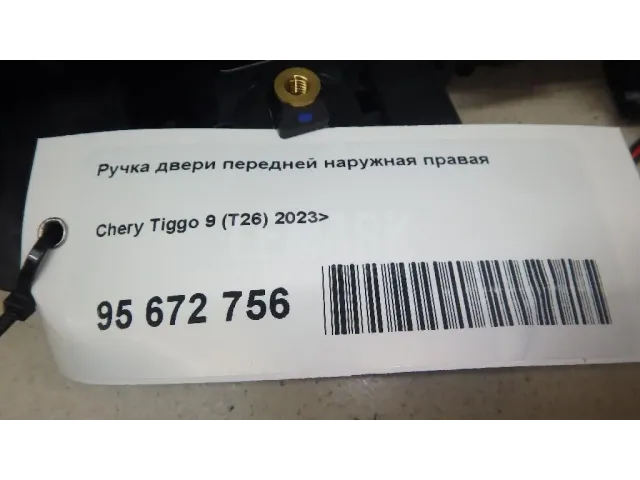 Ручка двери передней наружная правая
Chery Tiggo 9 (T26) 2023>
95 672 756